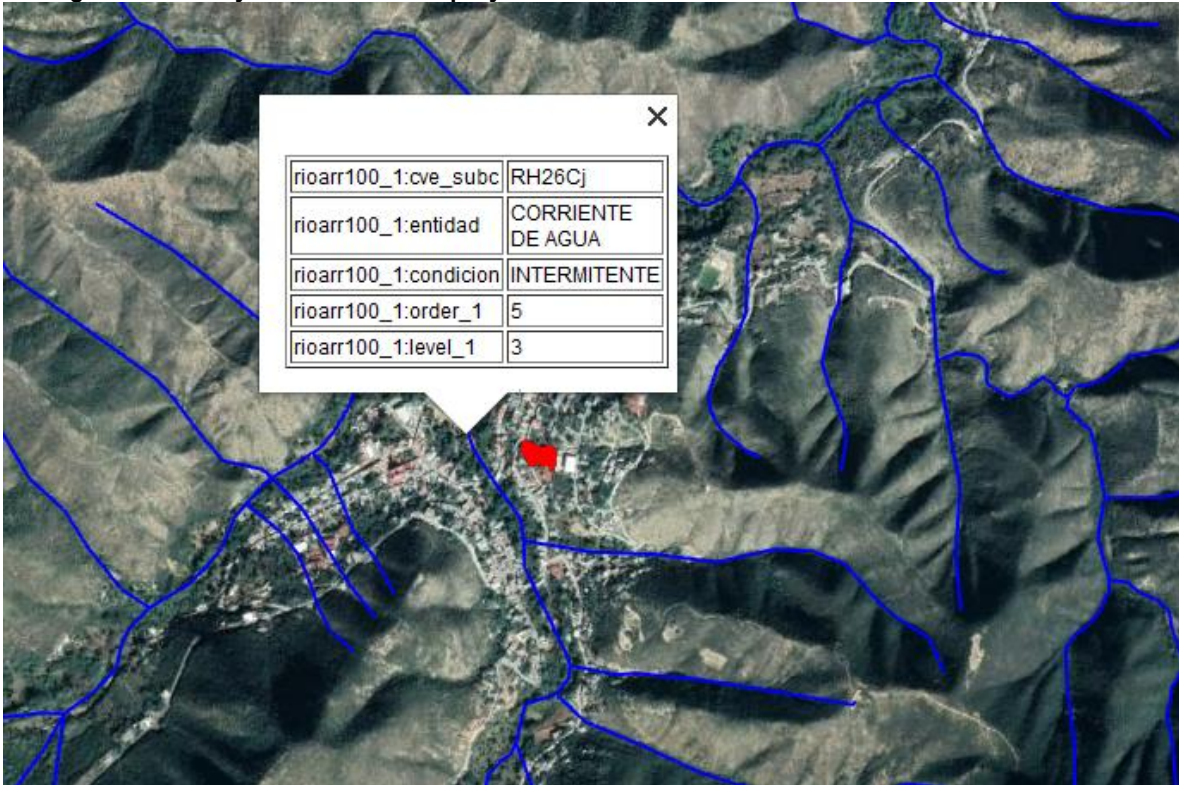 rioarr100_1:cve_subc RH26Cj
rioarr100_1:entidad CORRIENTE
DE AGUA
rioarr100_1:condicion INTERMITENTE
rioarr100_1:order_1 5
rioarr100_1:level_1 3